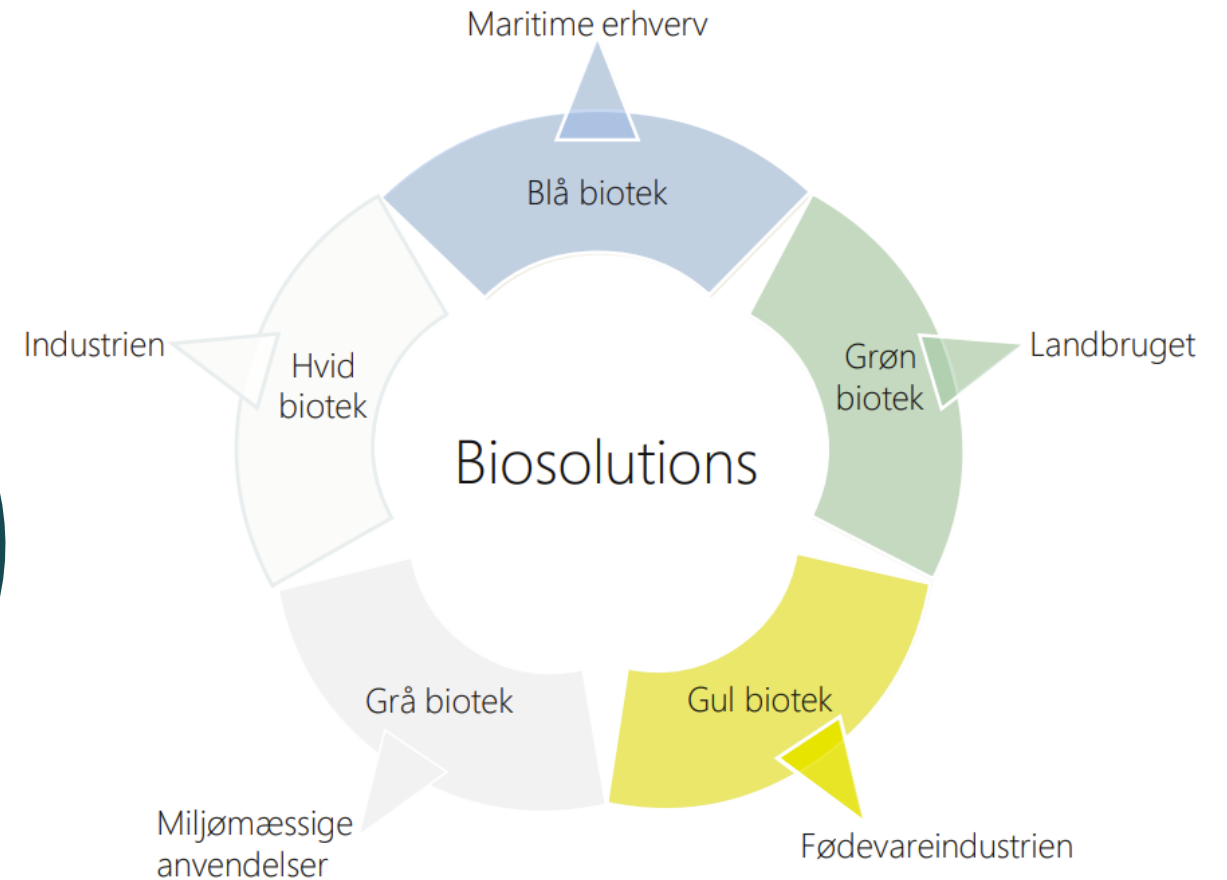 Maritime erhverv
Blå biotek
Industrien
Hvid
biotek
Grøn
biotek
Landbruget
Biosolutions
Grå biotek
Gul biotek
Miljømæssige
anvendelser
Fødevareindustrien